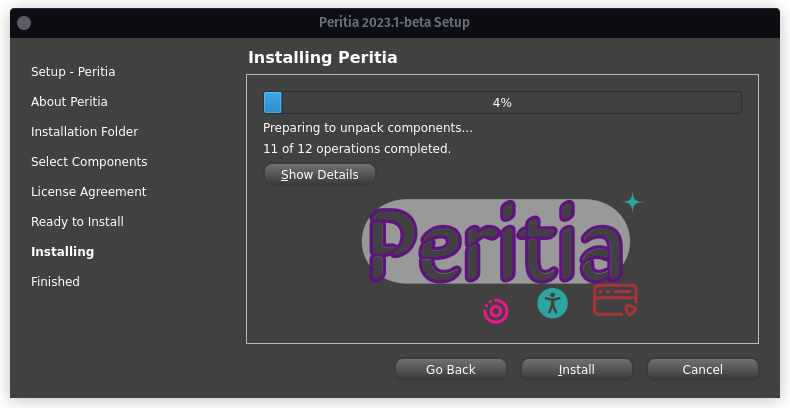 Peritia 2023.1-beta Setup
Setup - Peritia
About Peritia
Installation Folder
Select Components
License Agreement
Ready to Install
Installing
Finished
Installing Peritia
4%
Preparing to unpack components...
11 of 12 operations completed.
Show Details
Peritia
Go Back
Install
Cancel